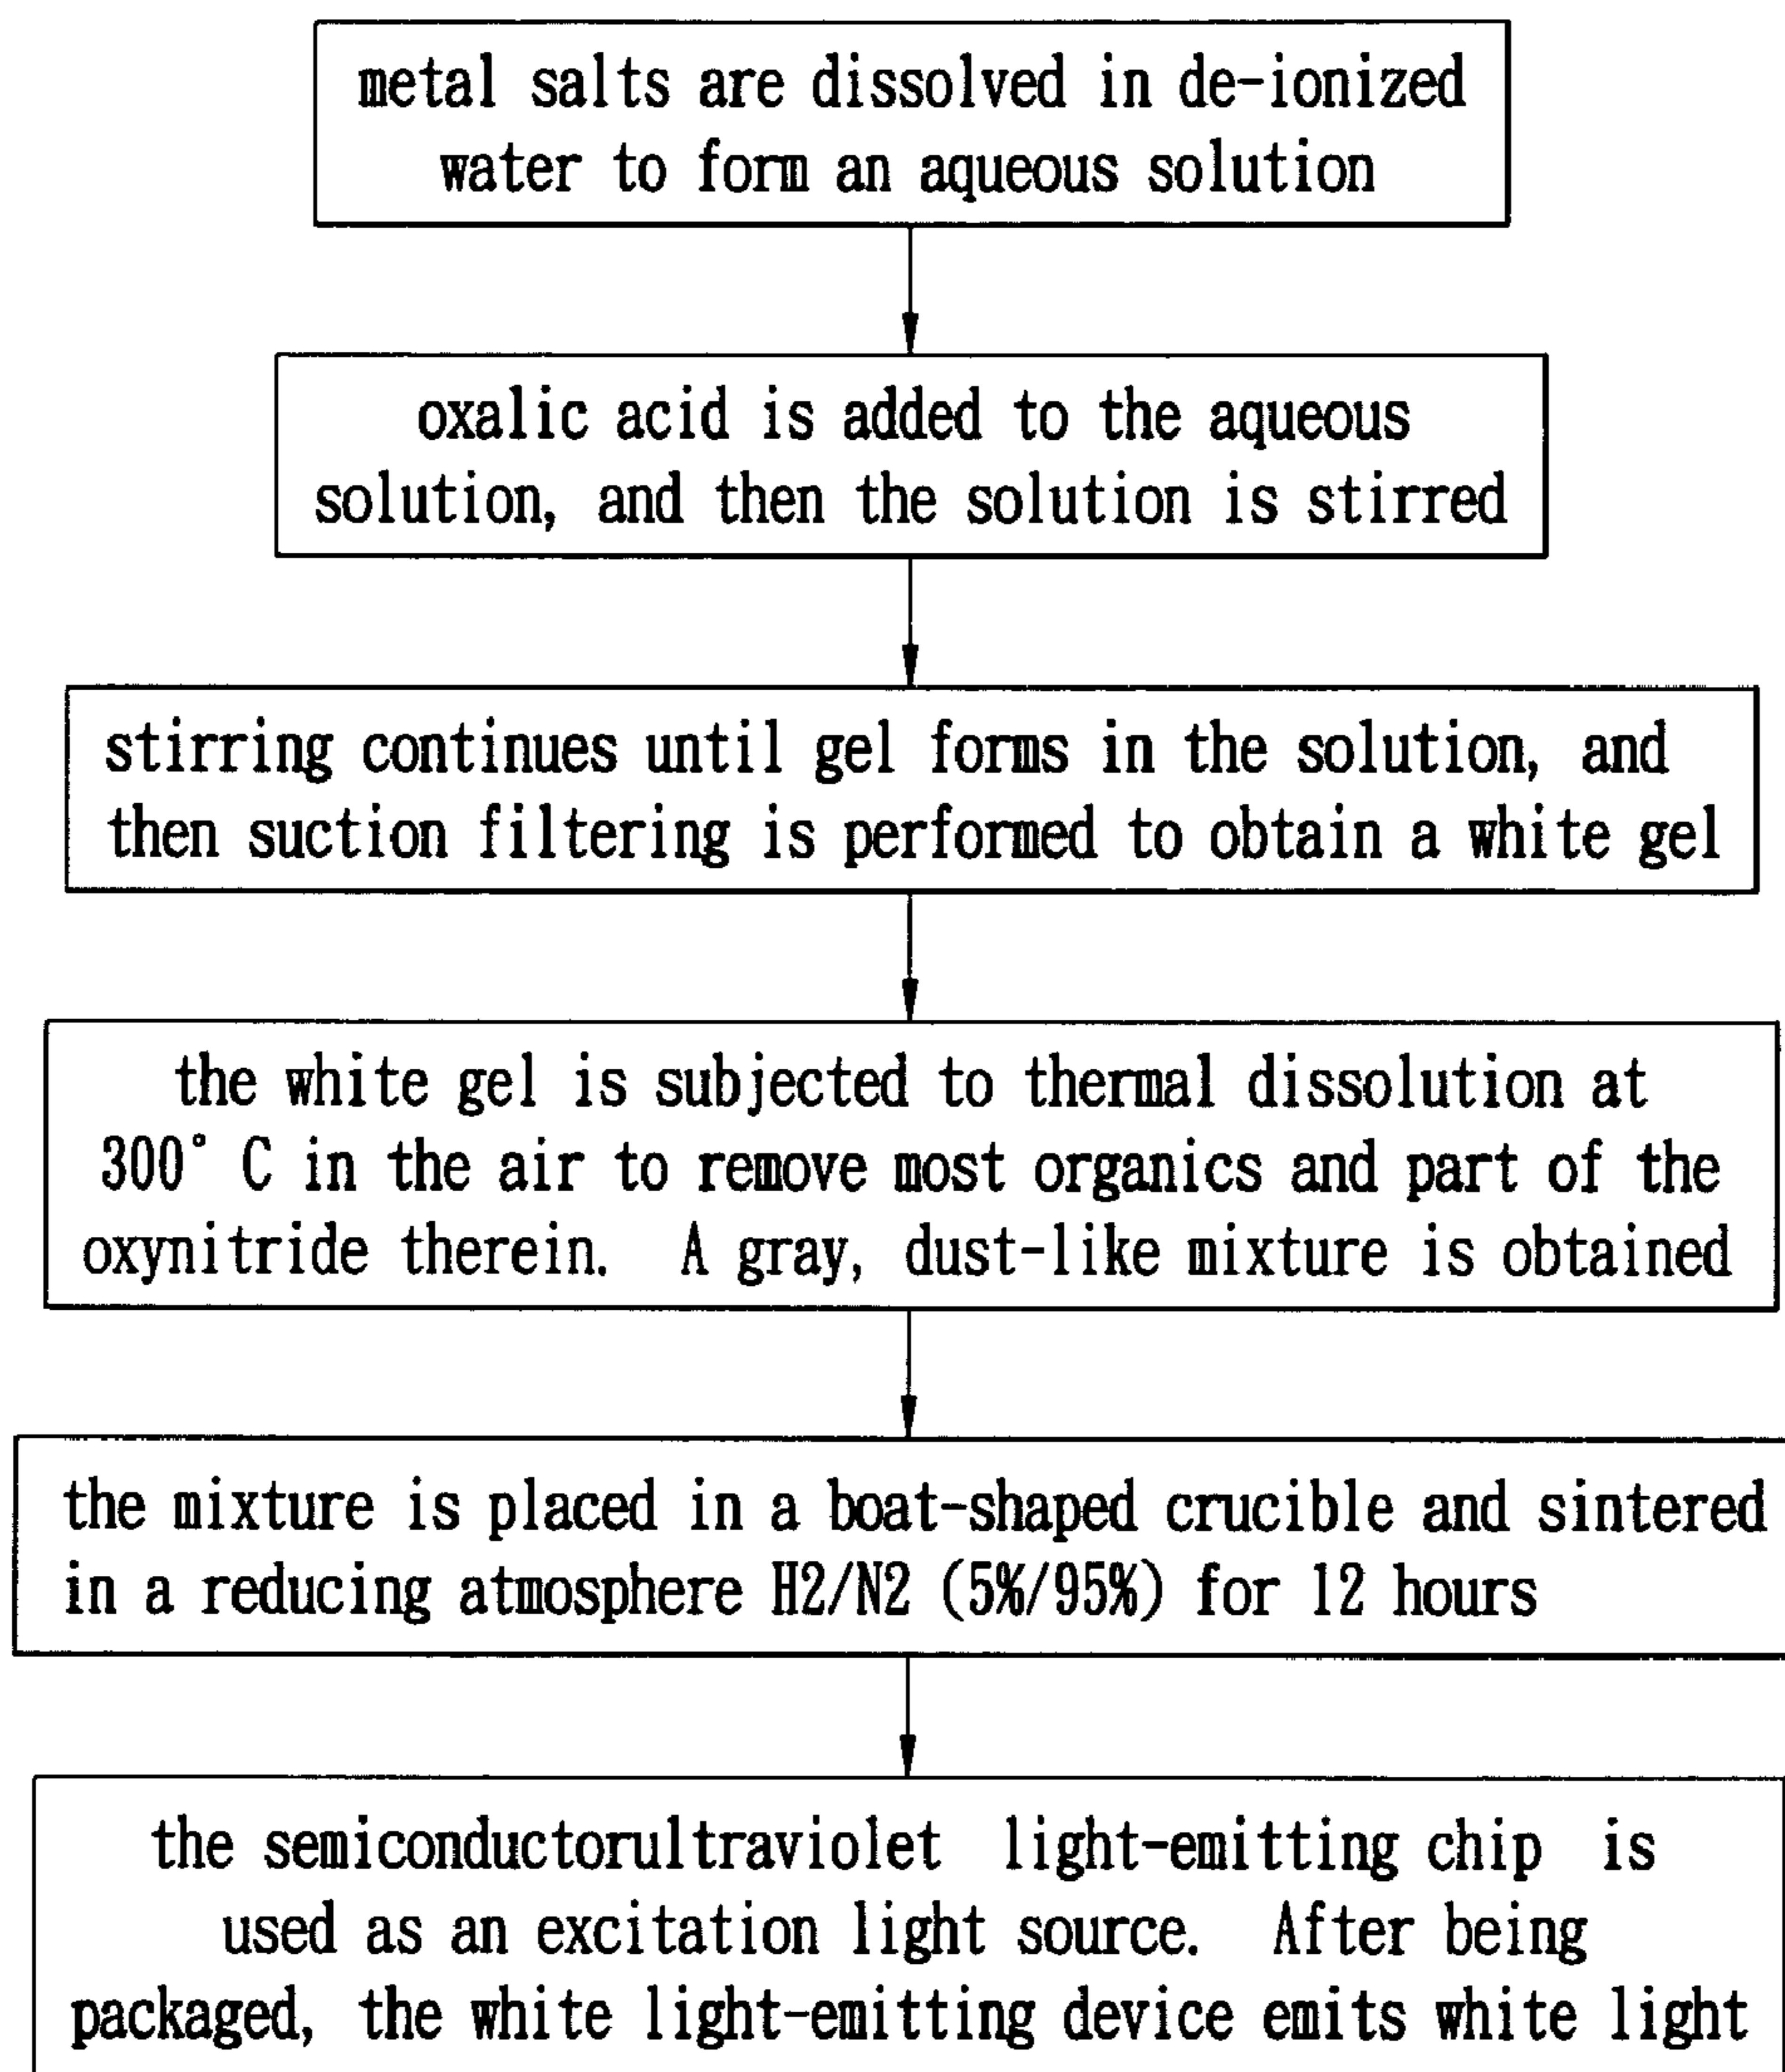 metal salts are dissolved in de-ionized
water to form an aqueous solution
oxalic acid is added to the aqueous
solution, and then the solution is stirred
stirring continues until gel forms in the solution, and
then suction filtering is performed to obtain a white gel
the white gel is subjected to thermal dissolution at
300° C in the air to remove most organics and part of the
oxynitride therein. A gray, dust-like mixture is obtained
the mixture is placed in a boat-shaped crucible and sintered
in a reducing atmosphere H2/N2 (5%/95%) for 12 hours
the semiconductorultraviolet light-emitting chip is
used as an excitation light source. After being
packaged, the white light-emitting device emits white light